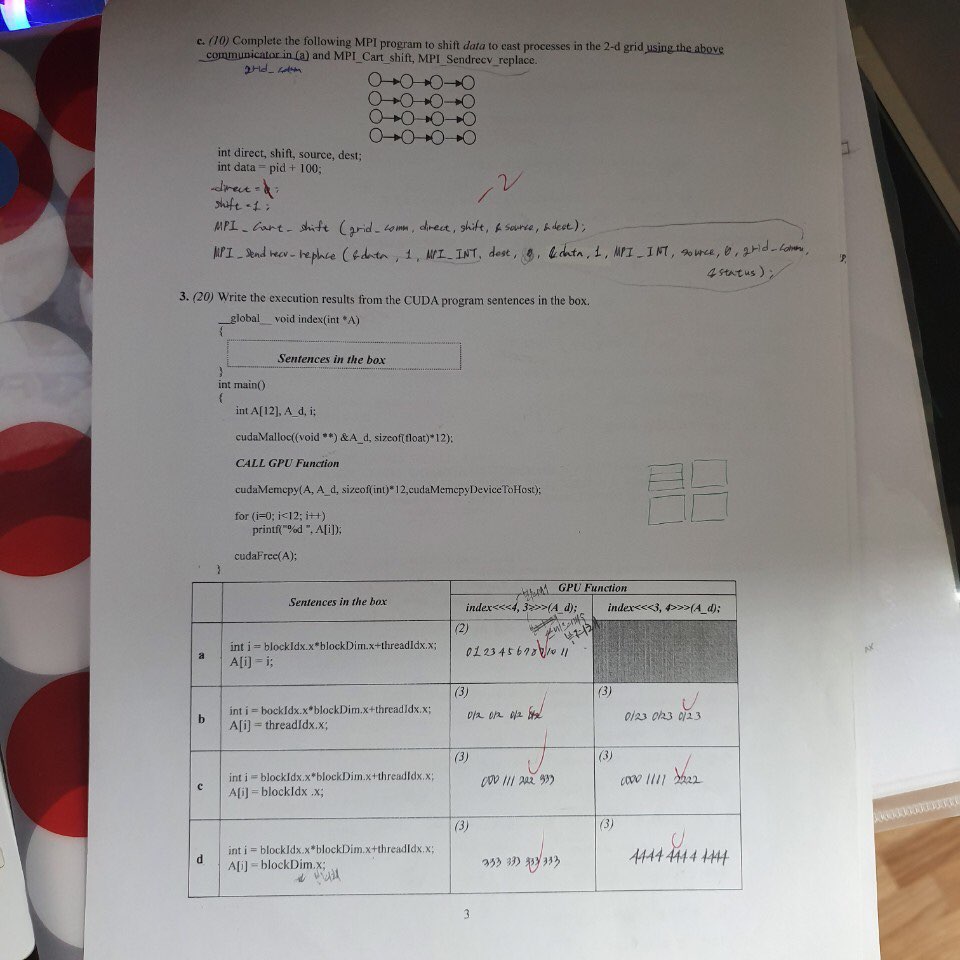 c. (10) Complete the following MPI program to shift data to east processes in the 2-d grid using the above
communicator in (a) and MPI_Cart_shift, MPI_Sendrecv_replace.
grid_comm
int direct, shift, source, dest;
int data = pid + 100;
direct = ;
shift = 1;
-2
MPI_Cart_shift (grid_comm, direct, shift, & source, & dest);
MPI_Sendrecv_replace (&data, 1, MPI_INT, dest, 0, &data, 1, MPI_INT, source, 0, grid_comm,
&status);
3. (20) Write the execution results from the CUDA program sentences in the box.
__global__ void index(int *A)
{
Sentences in the box
}
int main()
{
int A[12], A_d, i;
cudaMalloc((void **) &A_d, sizeof(float)*12);
CALL GPU Function
cudaMemcpy(A, A_d, sizeof(int)*12,cudaMemcpyDeviceToHost);
for (i=0; i<12; i++)
printf("%d ", A[i]);
cudaFree(A);
}
Sentences in the box
GPU Function
index<<<4, 3>>>(A_d);
index<<<3, 4>>>(A_d);
a
int i = blockIdx.x*blockDim.x+threadIdx.x;
A[i] = i;
(2)
0 1 2 3 4 5 6 7 8 9 10 11
b
int i = bockIdx.x*blockDim.x+threadIdx.x;
A[i] = threadIdx.x;
(3)
012 012 012 012
(3)
0123 0123 0123
c
int i = blockIdx.x*blockDim.x+threadIdx.x;
A[i] = blockIdx .x;
(3)
000 111 222 333
(3)
0000 1111 2222
d
int i = blockIdx.x*blockDim.x+threadIdx.x;
A[i] = blockDim.x;
(3)
333 333 333 333
(3)
4444 4444 4444
3